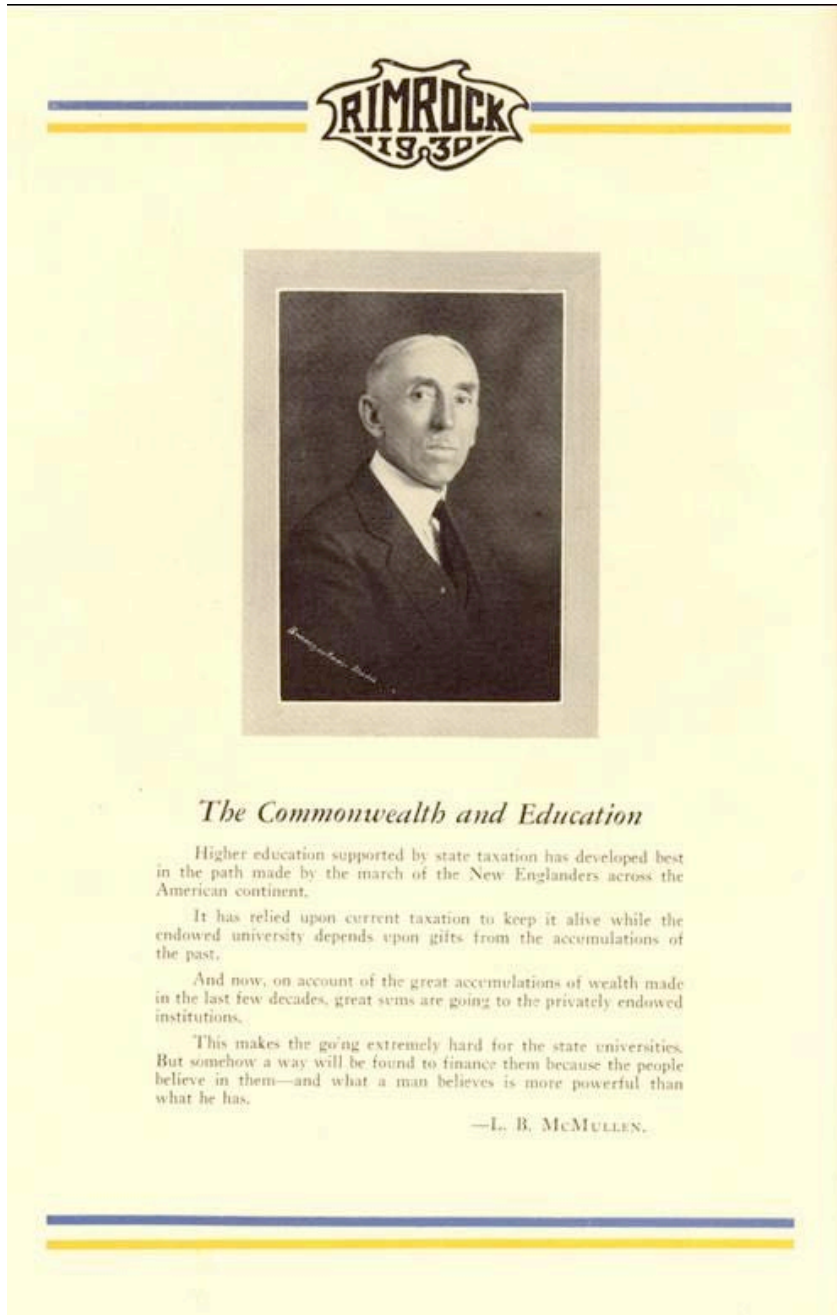 RIMROCK
1930
The Commonwealth and Education
Higher education supported by state taxation has developed best
in the path made by the march of the New Englanders across the
American continent.
It has relied upon current taxation to keep it alive while the
endowed university depends upon gifts from the accumulations of
the past.
And now, on account of the great accumulations of wealth made
in the last few decades, great sums are going to the privately endowed
institutions.
This makes the going extremely hard for the state universities.
But somehow a way will be found to finance them because the people
believe in them—and what a man believes is more powerful than
what he has.
—L. B. McMULLEN.